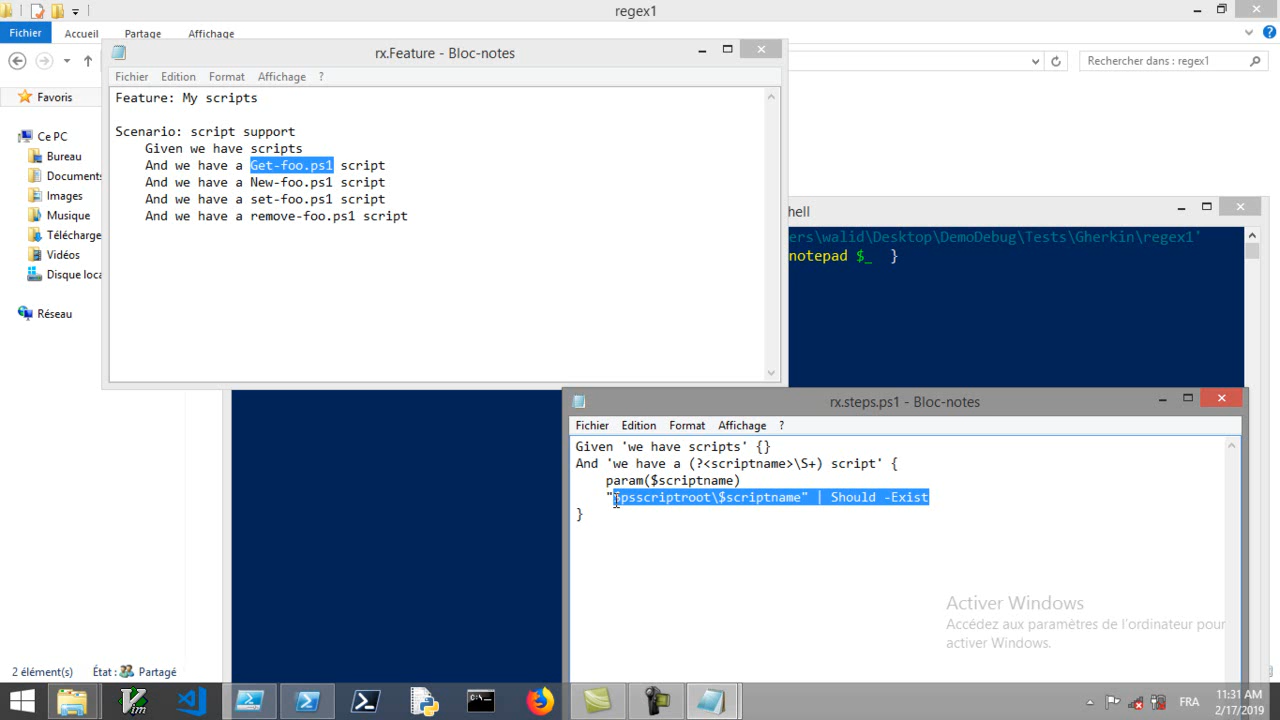 regex1
Fichier Accueil Partage Affichage
Rechercher dans : regex1
Favoris
Ce PC
Bureau
Documents
Images
Musique
Télécharge
Vidéos
Disque loca
Réseau
2 élément(s) État : Partagé
rx.Feature - Bloc-notes
Fichier Edition Format Affichage ?
Feature: My scripts
Scenario: script support
Given we have scripts
And we have a Get-foo.ps1 script
And we have a New-foo.ps1 script
And we have a set-foo.ps1 script
And we have a remove-foo.ps1 script
hell
ers\walid\Desktop\DemoDebug\Tests\Gherkin\regex1'
notepad $_ }
rx.steps.ps1 - Bloc-notes
Fichier Edition Format Affichage ?
Given 'we have scripts' {}
And 'we have a (?<scriptname>\S+) script' {
param($scriptname)
"$psscriptroot\$scriptname" | Should -Exist
}
Activer Windows
Accédez aux paramètres de l'ordinateur pour
activer Windows.
FRA
11:31 AM
2/17/2019